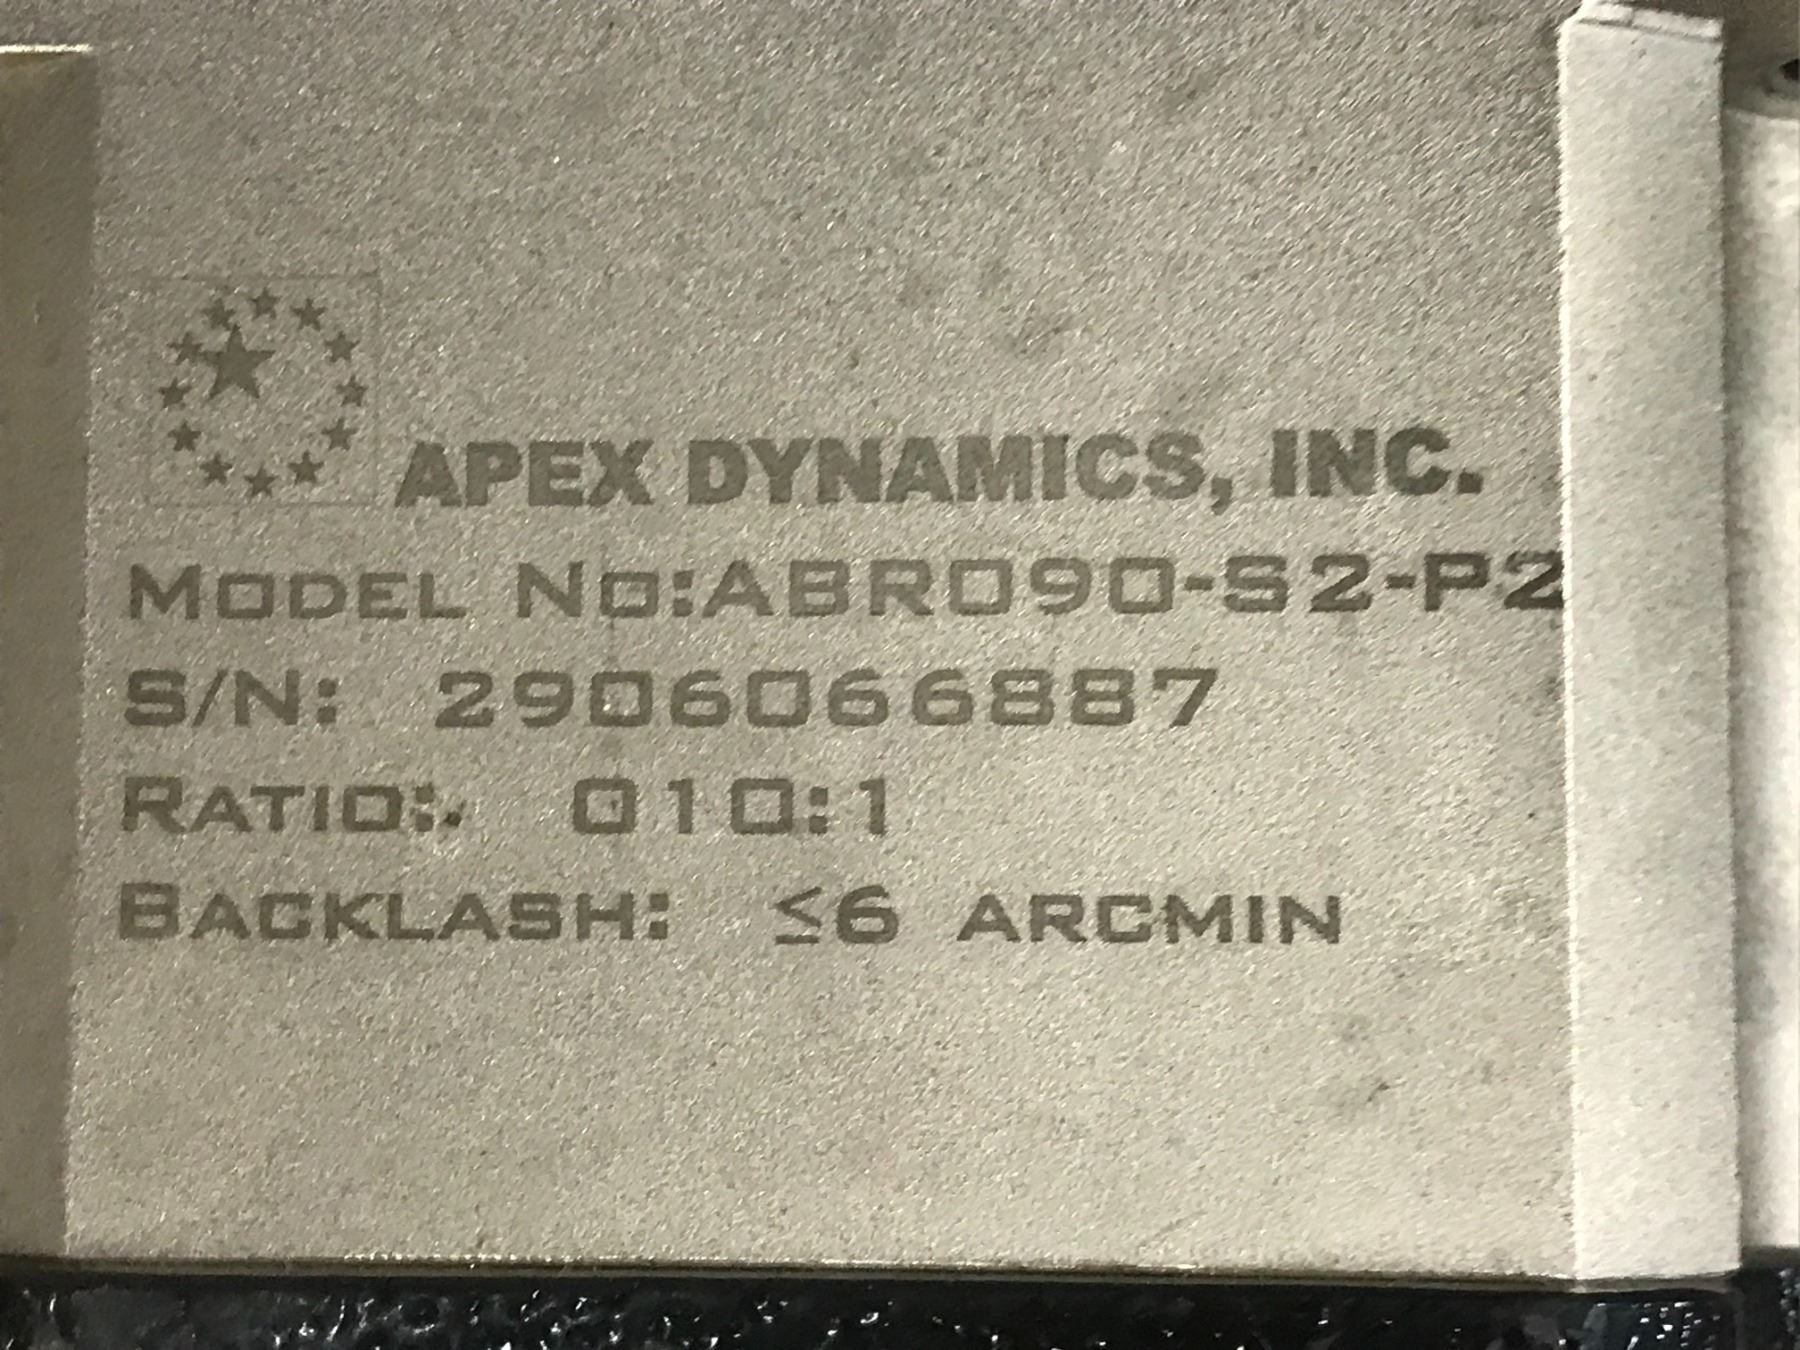 APEX DYNAMICS, INC.
MODEL NO:ABR090-S2-P2
S/N: 2906066887
RATIO: 010:1
BACKLASH: ≤6 ARCMIN